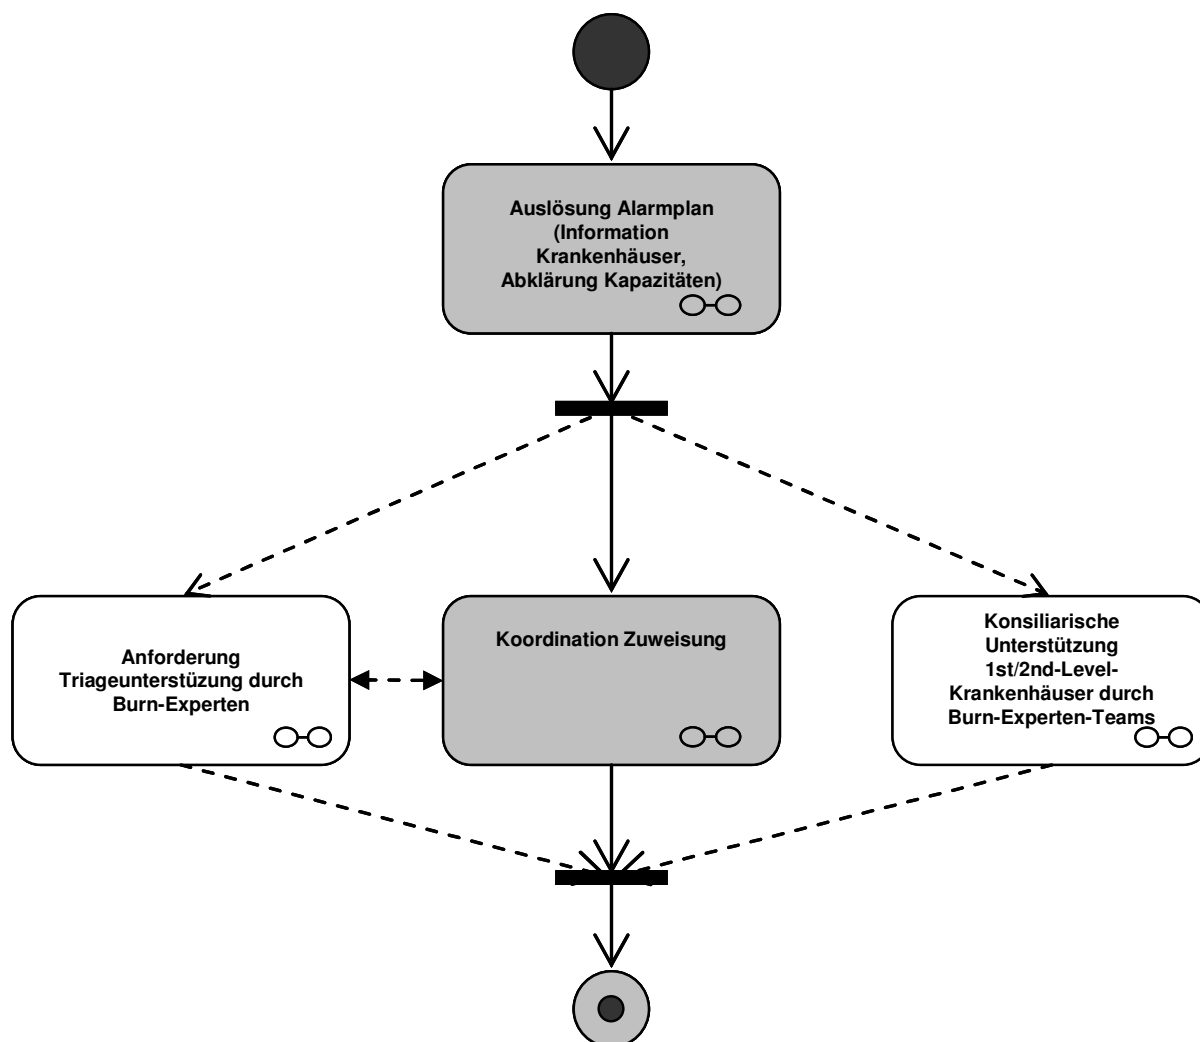 Auslösung Alarmplan
(Information
Krankenhäuser,
Abklärung Kapazitäten)
Anforderung
Triageunterstüzung durch
Burn-Experten
Koordination Zuweisung
Konsiliarische
Unterstützung
1st/2nd-Level-
Krankenhäuser durch
Burn-Experten-Teams